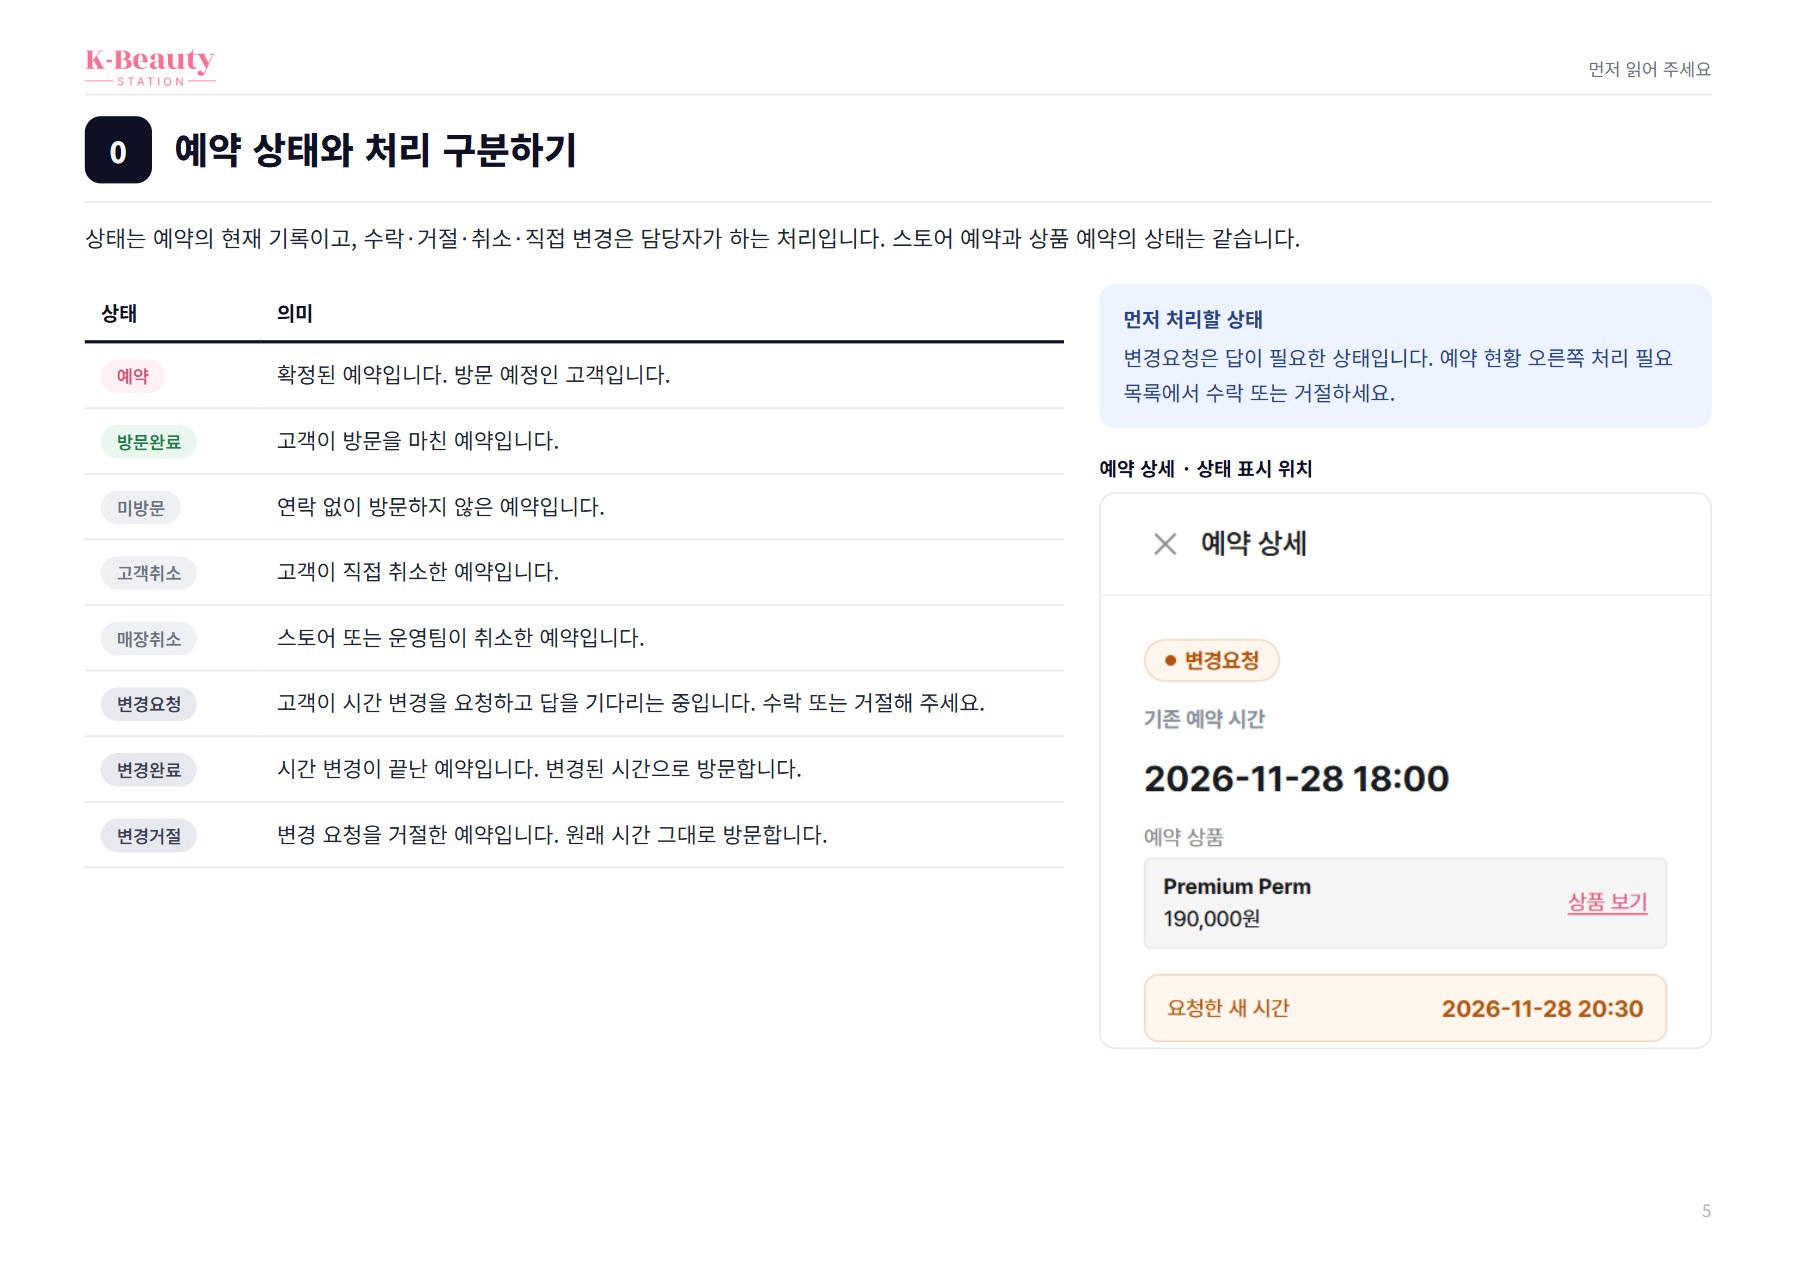 K-Beauty
STATION
먼저 읽어 주세요
0
예약 상태와 처리 구분하기
상태는 예약의 현재 기록이고, 수락·거절·취소·직접 변경은 담당자가 하는 처리입니다. 스토어 예약과 상품 예약의 상태는 같습니다.
상태 의미
예약 확정된 예약입니다. 방문 예정인 고객입니다.
방문완료 고객이 방문을 마친 예약입니다.
미방문 연락 없이 방문하지 않은 예약입니다.
고객취소 고객이 직접 취소한 예약입니다.
매장취소 스토어 또는 운영팀이 취소한 예약입니다.
변경요청 고객이 시간 변경을 요청하고 답을 기다리는 중입니다. 수락 또는 거절해 주세요.
변경완료 시간 변경이 끝난 예약입니다. 변경된 시간으로 방문합니다.
변경거절 변경 요청을 거절한 예약입니다. 원래 시간 그대로 방문합니다.
먼저 처리할 상태
변경요청은 답이 필요한 상태입니다. 예약 현황 오른쪽 처리 필요
목록에서 수락 또는 거절하세요.
예약 상세 · 상태 표시 위치
예약 상세
변경요청
기존 예약 시간
2026-11-28 18:00
예약 상품
Premium Perm
190,000원
상품 보기
요청한 새 시간 2026-11-28 20:30
5